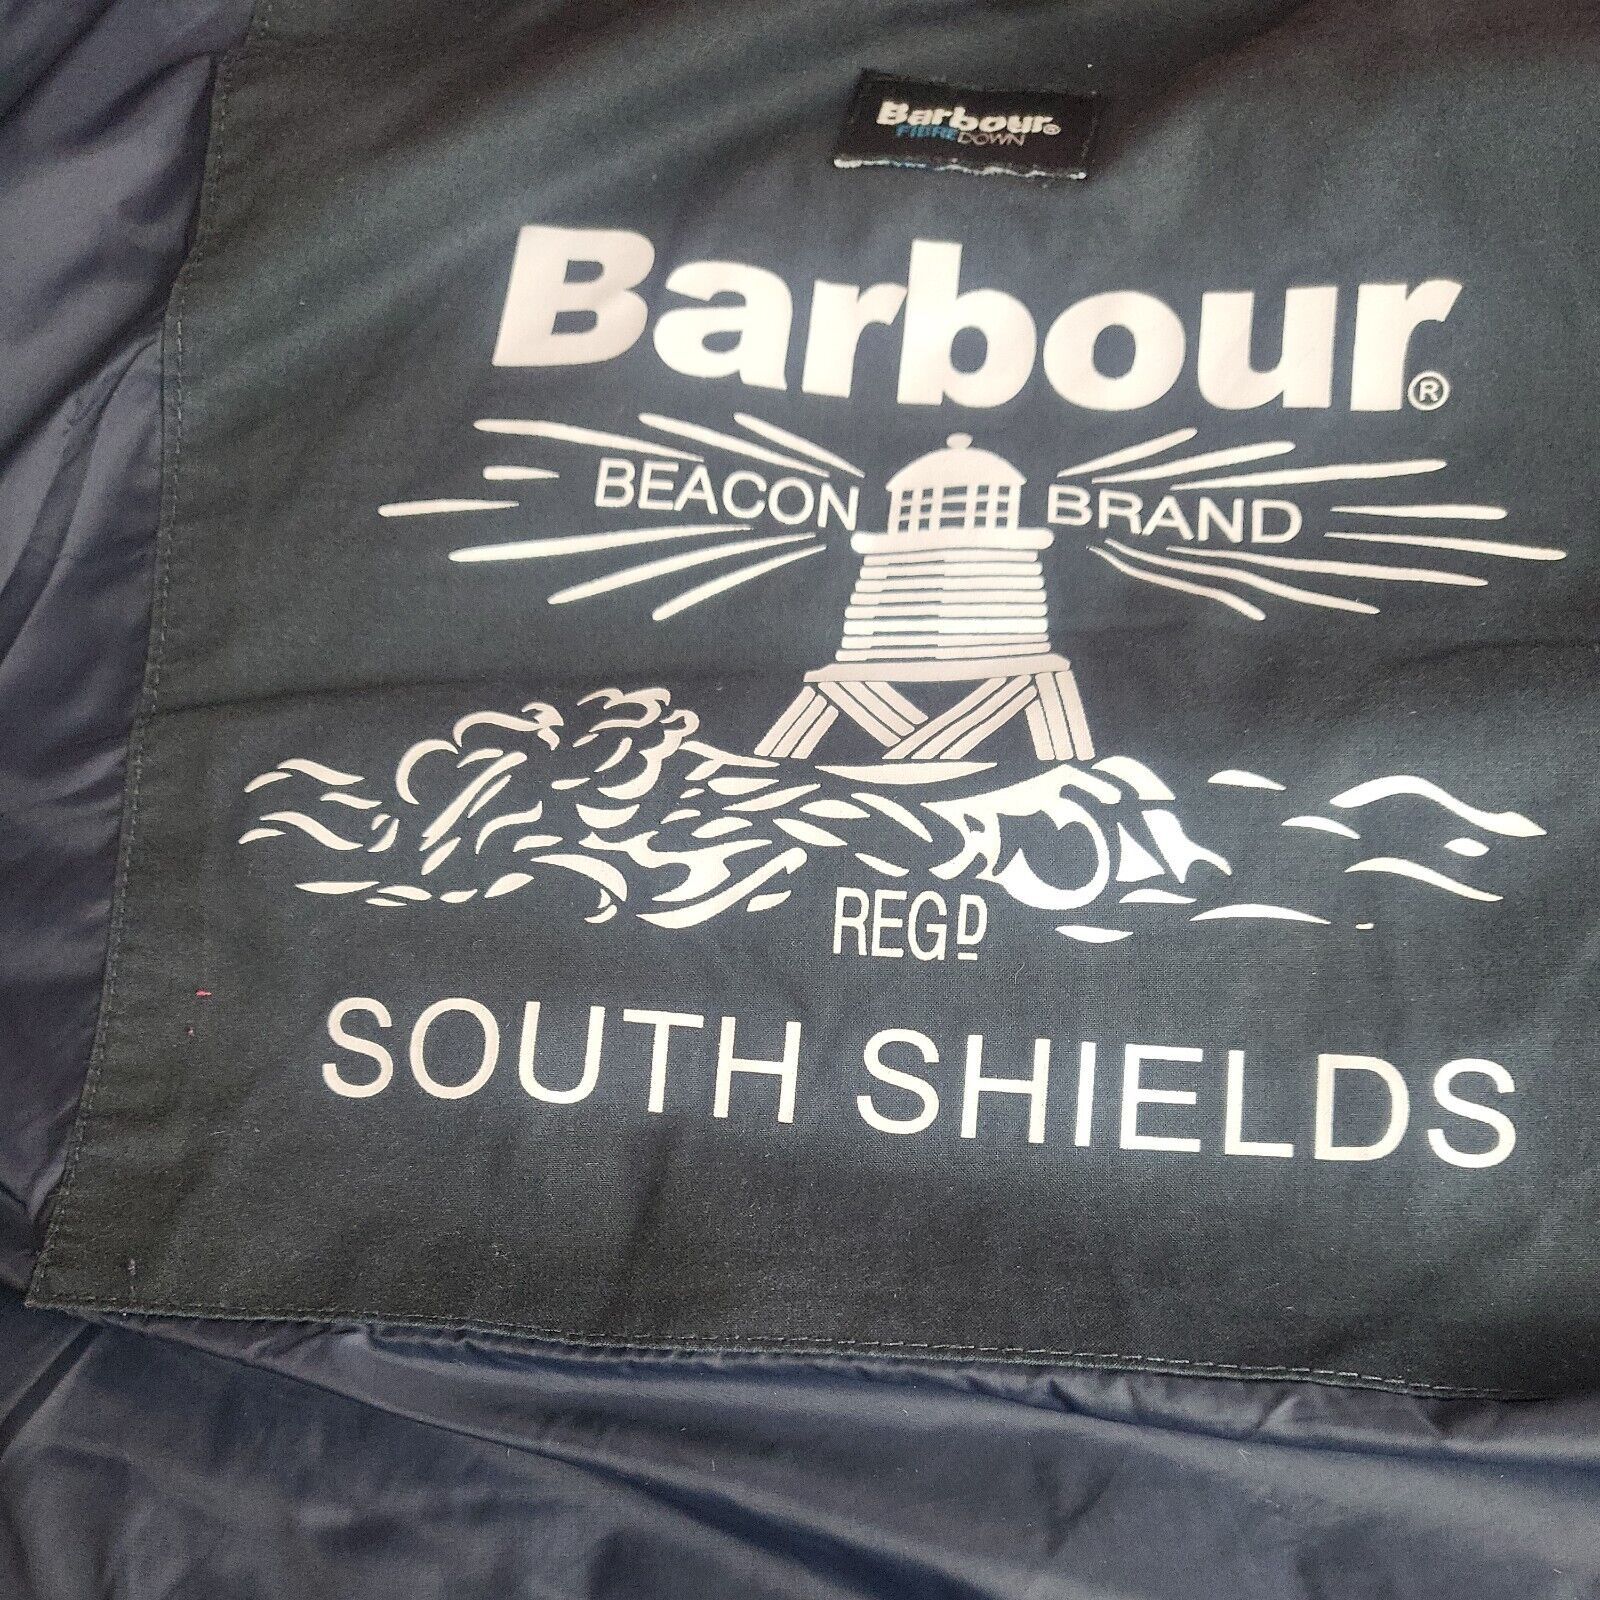 Barbour®
FIBREDOWN
Barbour®
BEACON BRAND
REGD
SOUTH SHIELDS